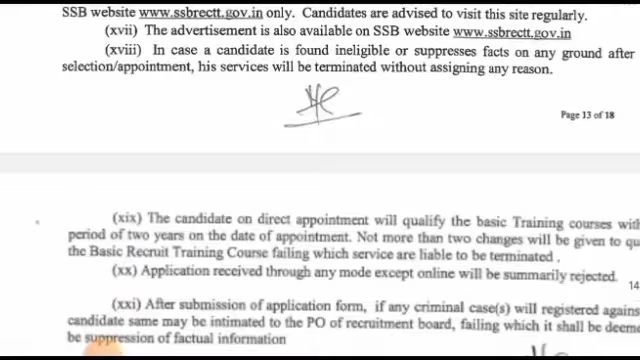 SSB website www.ssbrectt.gov.in only. Candidates are advised to visit this site regularly.
(xvii) The advertisement is also available on SSB website www.ssbrectt.gov.in
(xviii) In case a candidate is found ineligible or suppresses facts on any ground after
selection/appointment, his services will be terminated without assigning any reason.
Page 13 of 18
(xix) The candidate on direct appointment will qualify the basic Training courses with
period of two years on the date of appointment. Not more than two changes will be given to qu
the Basic Recruit Training Course failing which service are liable to be terminated .
(xx) Application received through any mode except online will be summarily rejected.
14
(xxi) After submission of application form, if any criminal case(s) will registered agains
candidate same may be intimated to the PO of recruitment board, failing which it shall be deeme
be suppression of factual information